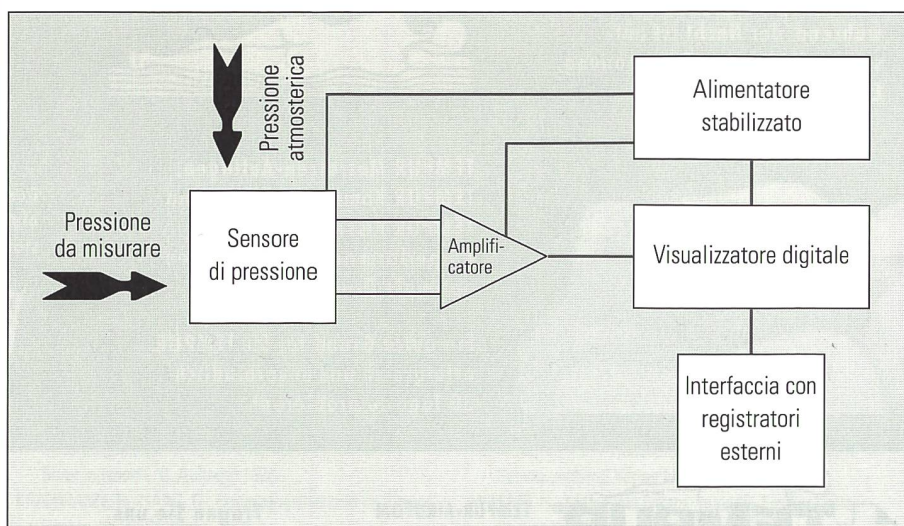 Pressione
atmosterica
Alimentatore
stabilizzato
Pressione
da misurare
Sensore
di pressione
Amplifi-
catore
Visualizzatore digitale
Interfaccia con
registratori
esterni